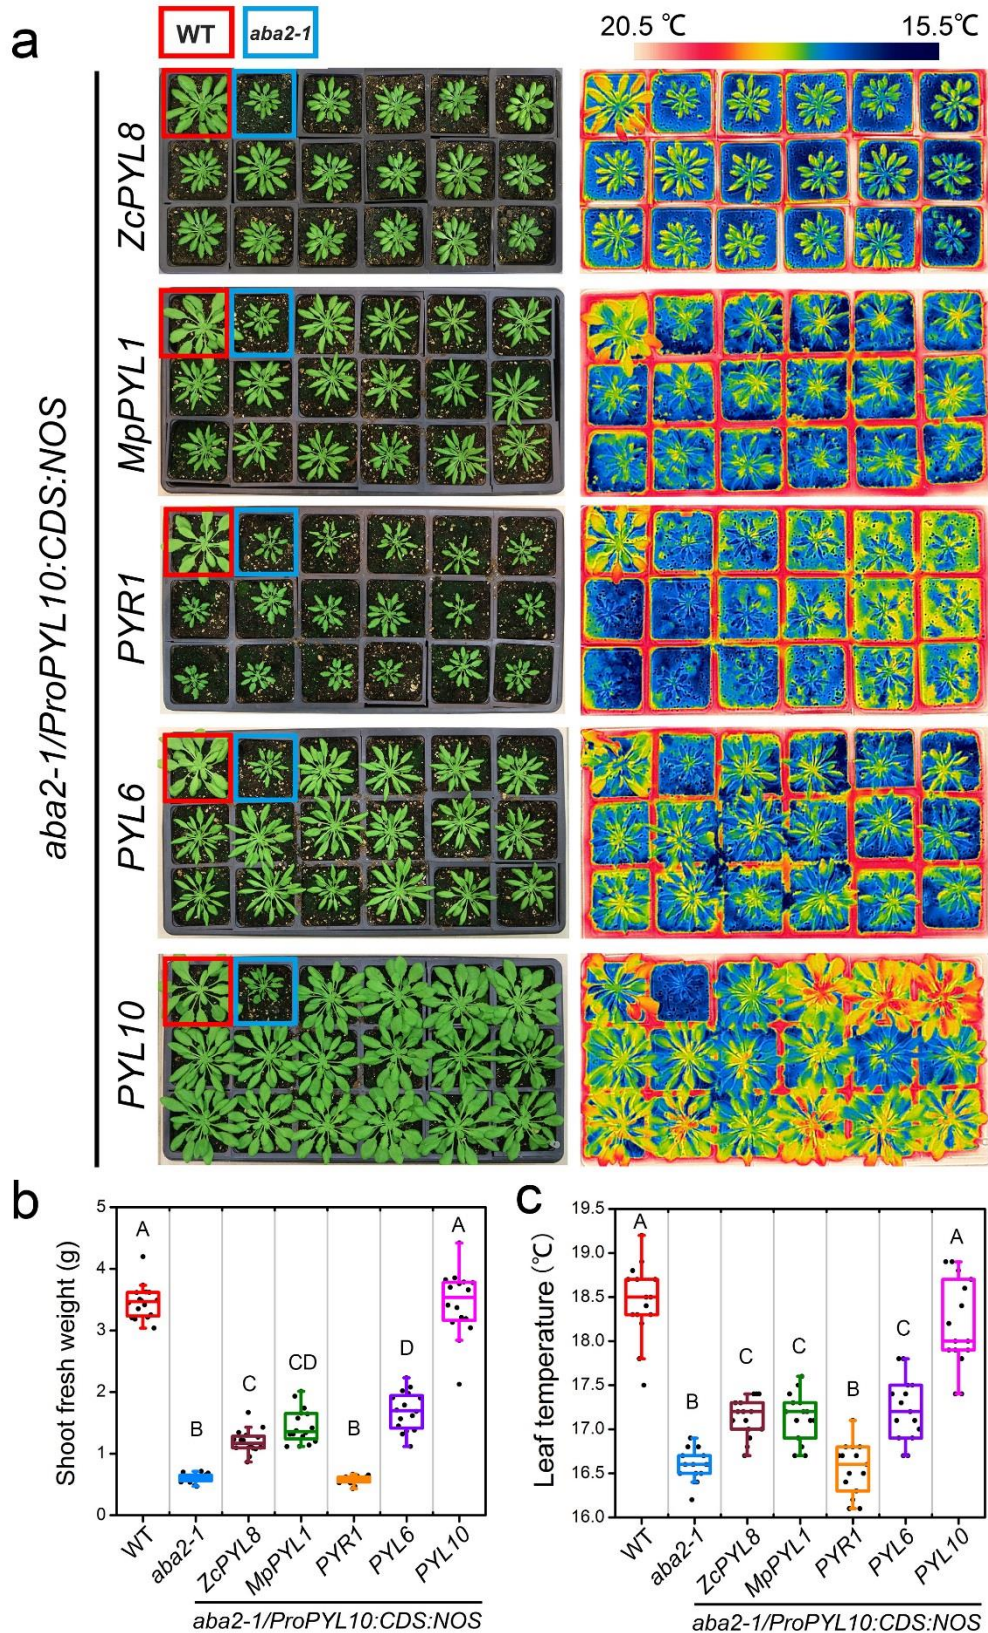 a
WT
aba2-1
20.5 ℃
15.5℃
aba2-1/ProPYL10:CDS:NOS
ZcPYL8
MpPYL1
PYR1
PYL6
PYL10
b
Shoot fresh weight (g)
5
4
3
2
1
0
A
B
C
CD
B
D
A
WT
aba2-1
ZcPYL8
MpPYL1
PYR1
PYL6
PYL10
aba2-1/ProPYL10:CDS:NOS
c
Leaf temperature (℃)
19.5
19.0
18.5
18.0
17.5
17.0
16.5
16.0
A
B
C
C
B
C
A
WT
aba2-1
ZcPYL8
MpPYL1
PYR1
PYL6
PYL10
aba2-1/ProPYL10:CDS:NOS